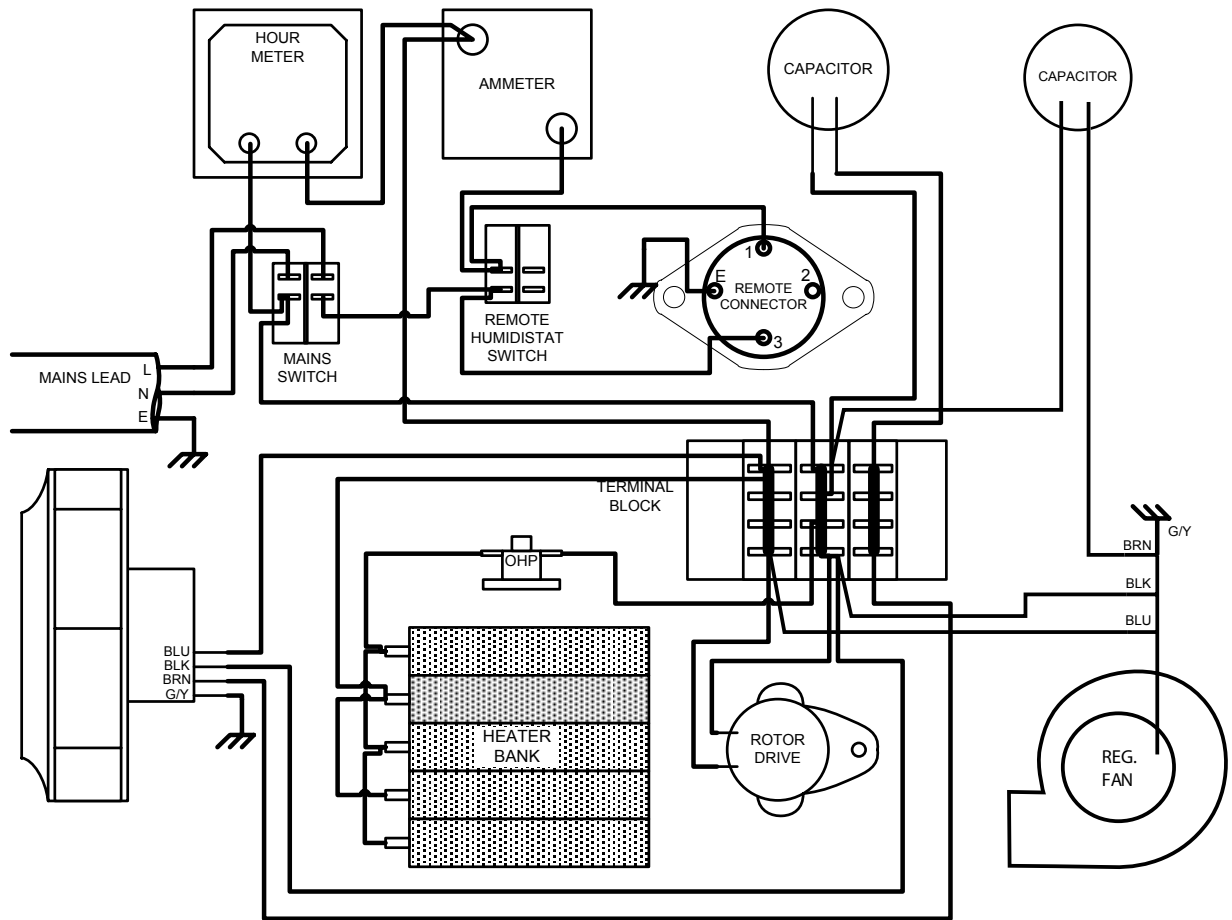 HOUR
METER
AMMETER
CAPACITOR
CAPACITOR
1
E
2
REMOTE
CONNECTOR
3
REMOTE
HUMIDISTAT
SWITCH
MAINS
SWITCH
MAINS LEAD
L
N
E
TERMINAL
BLOCK
G/Y
BRN
BLK
BLU
OHP
BLU
BLK
BRN
G/Y
HEATER
BANK
ROTOR
DRIVE
REG.
FAN